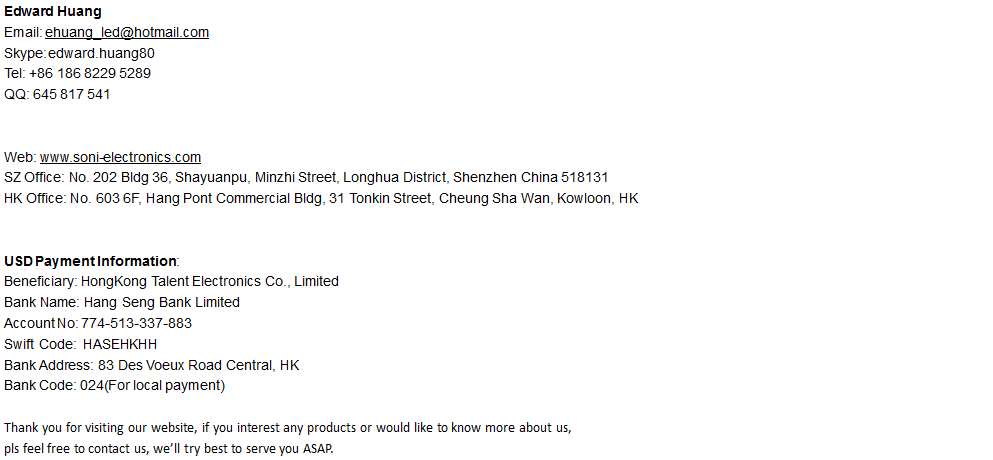 Edward Huang
Email: ehuang_led@hotmail.com
Skype: edward.huang80
Tel: +86 186 8229 5289
QQ: 645 817 541
Web: www.soni-electronics.com
SZ Office: No. 202 Bldg 36, Shayuanpu, Minzhi Street, Longhua District, Shenzhen China 518131
HK Office: No. 603 6F, Hang Pont Commercial Bldg, 31 Tonkin Street, Cheung Sha Wan, Kowloon, HK
USD Payment Information:
Beneficiary: HongKong Talent Electronics Co., Limited
Bank Name: Hang Seng Bank Limited
Account No: 774-513-337-883
Swift Code: HASEHKHH
Bank Address: 83 Des Voeux Road Central, HK
Bank Code: 024(For local payment)
Thank you for visiting our website, if you interest any products or would like to know more about us,
pls feel free to contact us, we'll try best to serve you ASAP.